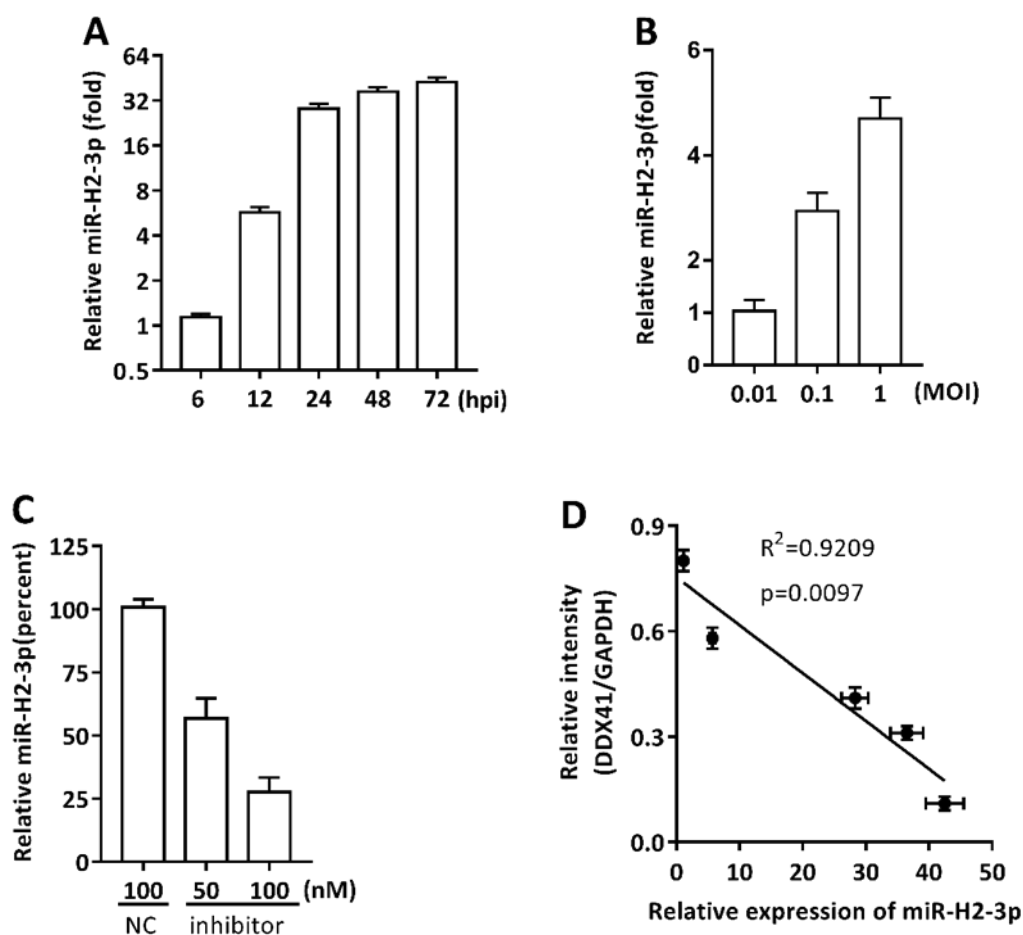 A
Relative miR-H2-3p (fold)
64
32
16
8
4
2
1
0.5
6 12 24 48 72 (hpi)
B
Relative miR-H2-3p(fold)
6
4
2
1
0
0.01 0.1 1 (MOI)
C
Relative miR-H2-3p(percent)
125
100
75
50
25
0
100 50 100 (nM)
NC inhibitor
D
Relative intensity
(DDX41/GAPDH)
0.9
0.6
0.3
0.0
R²=0.9209
p=0.0097
0 10 20 30 40 50
Relative expression of miR-H2-3p